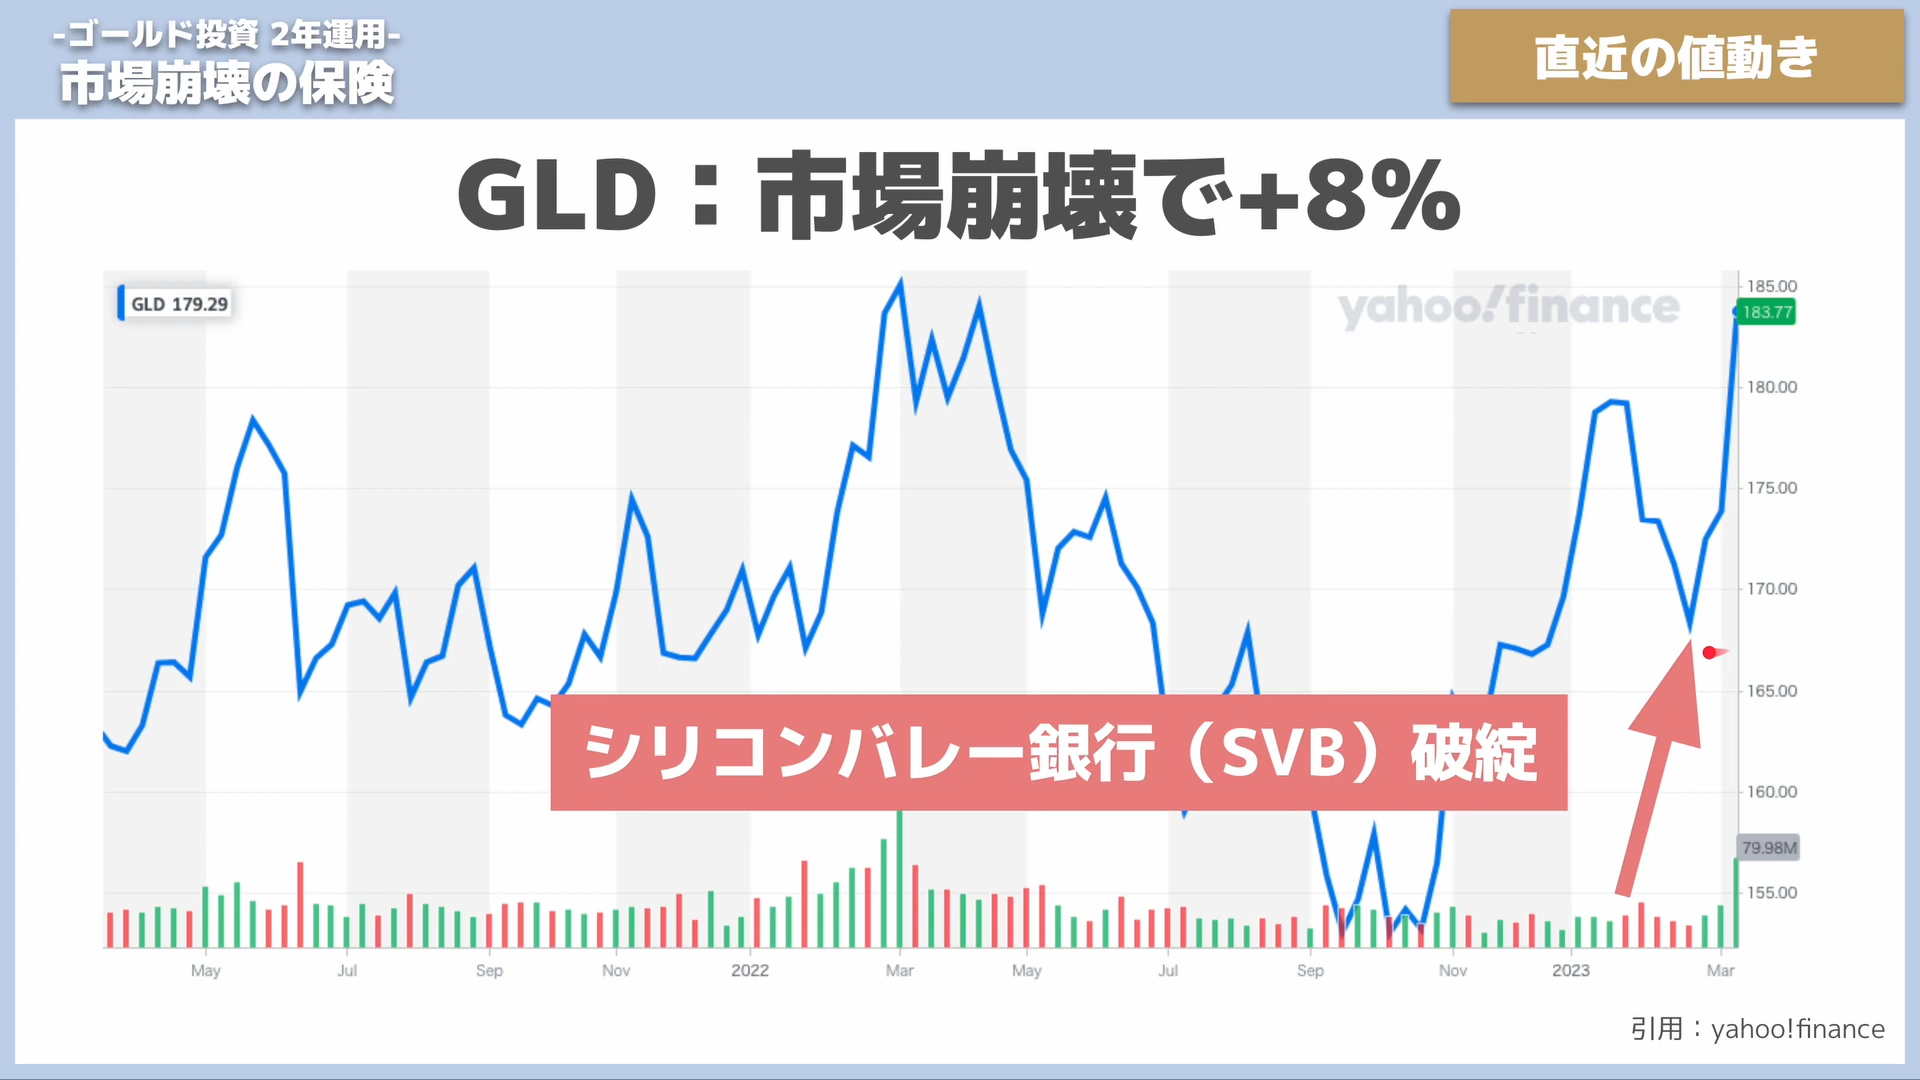 -ゴールド投資 2年運用-
市場崩壊の保険
直近の値動き
GLD：市場崩壊で+8%
GLD 179.29
yahoo!finance
185.00
183.77
180.00
175.00
170.00
165.00
シリコンバレー銀行（SVB）破綻
160.00
79.98M
155.00
May Jul Sep Nov 2022 Mar May Jul Sep Nov 2023 Mar
引用：yahoo!finance